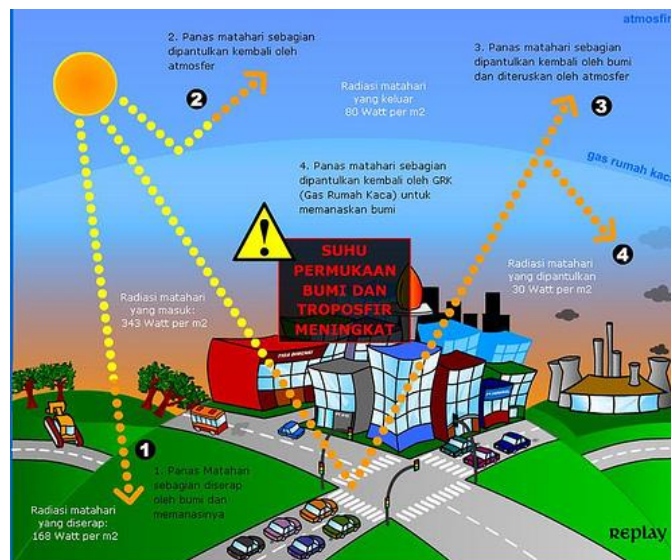 atmosfir
2. Panas matahari sebagian
dipantulkan kembali oleh
atmosfer
2
3. Panas matahari sebagian
dipantulkan kembali oleh bumi
dan diteruskan oleh atmosfer
3
Radiasi matahari
yang keluar
80 Watt per m2
gas rumah kaca
4. Panas matahari sebagian
dipantulkan kembali oleh GRK
(Gas Rumah Kaca) untuk
memanaskan bumi
!
4
SUHU
PERMUKAAN
BUMI DAN
TROPOSFIR
MENINGKAT
Radiasi matahari
yang dipantulkan
30 Watt per m2
Radiasi matahari
yang masuk:
343 Watt per m2
1
1. Panas Matahari
sebagian diserap
oleh bumi dan
memanasinya
Radiasi matahari
yang diserap:
168 Watt per m2
REPLAY